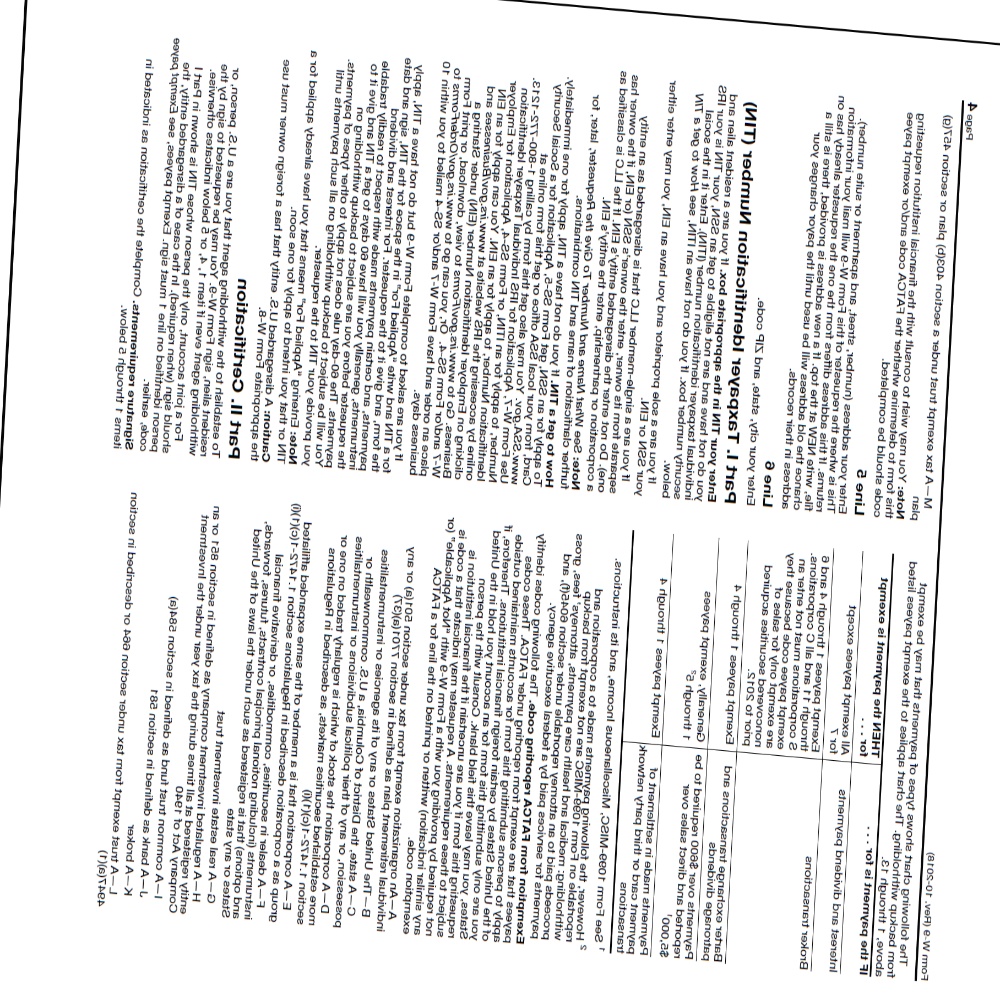 Form W-9 (Rev. 10-2018)
Page 4
The following chart shows types of payments that may be exempt
from backup withholding. The chart applies to the exempt payees listed
above, 1 through 13.
IF the payment is for . . .
THEN the payment is exempt
for . . .
Interest and dividend payments
All exempt payees except
for 7
Broker transactions
Exempt payees 1 through 4 and 6
through 11 and all C corporations.
S corporations must not enter an
exempt payee code because they
are exempt only for sales of
noncovered securities acquired
prior to 2012.
Barter exchange transactions and
patronage dividends
Exempt payees 1 through 4
Payments over $600 required to be
reported and direct sales over
$5,000¹
Generally, exempt payees
1 through 5²
Payments made in settlement of
payment card or third party network
transactions
Exempt payees 1 through 4
¹ See Form 1099-MISC, Miscellaneous Income, and its instructions.
² However, the following payments made to a corporation and
reportable on Form 1099-MISC are not exempt from backup
withholding: medical and health care payments, attorneys' fees, gross
proceeds paid to an attorney reportable under section 6045(f), and
payments for services paid by a federal executive agency.
Exemption from FATCA reporting code. The following codes identify
payees that are exempt from reporting under FATCA. These codes
apply to persons submitting this form for accounts maintained outside
of the United States by certain foreign financial institutions. Therefore, if
you are only submitting this form for an account you hold in the United
States, you may leave this field blank. Consult with the person
requesting this form if you are uncertain if the financial institution is
subject to these requirements. A requester may indicate that a code is
not required by providing you with a Form W-9 with "Not Applicable" (or
any similar indication) written or printed on the line for a FATCA
exemption code.
A—An organization exempt from tax under section 501(a) or any
individual retirement plan as defined in section 7701(a)(37)
B—The United States or any of its agencies or instrumentalities
C—A state, the District of Columbia, a U.S. commonwealth or
possession, or any of their political subdivisions or instrumentalities
D—A corporation the stock of which is regularly traded on one or
more established securities markets, as described in Regulations
section 1.1472-1(c)(1)(i)
E—A corporation that is a member of the same expanded affiliated
group as a corporation described in Regulations section 1.1472-1(c)(1)(i)
F—A dealer in securities, commodities, or derivative financial
instruments (including notional principal contracts, futures, forwards,
and options) that is registered as such under the laws of the United
States or any state
G—A real estate investment trust
H—A regulated investment company as defined in section 851 or an
entity registered at all times during the tax year under the Investment
Company Act of 1940
I—A common trust fund as defined in section 584(a)
J—A bank as defined in section 581
K—A broker
L—A trust exempt from tax under section 664 or described in section
4947(a)(1)
M—A tax exempt trust under a section 403(b) plan or section 457(g)
plan
Note: You may wish to consult with the financial institution requesting
this form to determine whether the FATCA code and/or exempt payee
code should be completed.
Line 5
Enter your address (number, street, and apartment or suite number).
This is where the requester of this Form W-9 will mail your information
returns. If this address differs from the one the requester already has on
file, write NEW at the top. If a new address is provided, there is still a
chance the old address will be used until the payor changes your
address in their records.
Line 6
Enter your city, state, and ZIP code.
Part I. Taxpayer Identification Number (TIN)
Enter your TIN in the appropriate box. If you are a resident alien and
you do not have and are not eligible to get an SSN, your TIN is your IRS
individual taxpayer identification number (ITIN). Enter it in the social
security number box. If you do not have an ITIN, see How to get a TIN
below.
If you are a sole proprietor and you have an EIN, you may enter either
your SSN or EIN.
If you are a single-member LLC that is disregarded as an entity
separate from its owner, enter the owner's SSN (or EIN, if the owner has
one). Do not enter the disregarded entity's EIN. If the LLC is classified as
a corporation or partnership, enter the entity's EIN.
Note: See What Name and Number To Give the Requester, later, for
further clarification of name and TIN combinations.
How to get a TIN. If you do not have a TIN, apply for one immediately.
To apply for an SSN, get Form SS-5, Application for a Social Security
Card, from your local SSA office or get this form online at
www.SSA.gov. You may also get this form by calling 1-800-772-1213.
Use Form W-7, Application for IRS Individual Taxpayer Identification
Number, to apply for an ITIN, or Form SS-4, Application for Employer
Identification Number, to apply for an EIN. You can apply for an EIN
online by accessing the IRS website at www.irs.gov/Businesses and
clicking on Employer Identification Number (EIN) under Starting a
Business. Go to www.irs.gov/Forms to view, download, or print Form
W-7 and/or Form SS-4. Or, you can go to www.irs.gov/OrderForms to
place an order and have Form W-7 and/or SS-4 mailed to you within 10
business days.
If you are asked to complete Form W-9 but do not have a TIN, apply
for a TIN and write "Applied For" in the space for the TIN, sign and date
the form, and give it to the requester. For interest and dividend
payments, and certain payments made with respect to readily tradable
instruments, generally you will have 60 days to get a TIN and give it to
the requester before you are subject to backup withholding on
payments. The 60-day rule does not apply to other types of payments.
You will be subject to backup withholding on all such payments until
you provide your TIN to the requester.
Note: Entering "Applied For" means that you have already applied for a
TIN or that you intend to apply for one soon.
Caution: A disregarded U.S. entity that has a foreign owner must use
the appropriate Form W-8.
Part II. Certification
To establish to the withholding agent that you are a U.S. person, or
resident alien, sign Form W-9. You may be requested to sign by the
withholding agent even if item 1, 4, or 5 below indicates otherwise.
For a joint account, only the person whose TIN is shown in Part I
should sign (when required). In the case of a disregarded entity, the
person identified on line 1 must sign. Exempt payees, see Exempt payee
code, earlier.
Signature requirements. Complete the certification as indicated in
items 1 through 5 below.